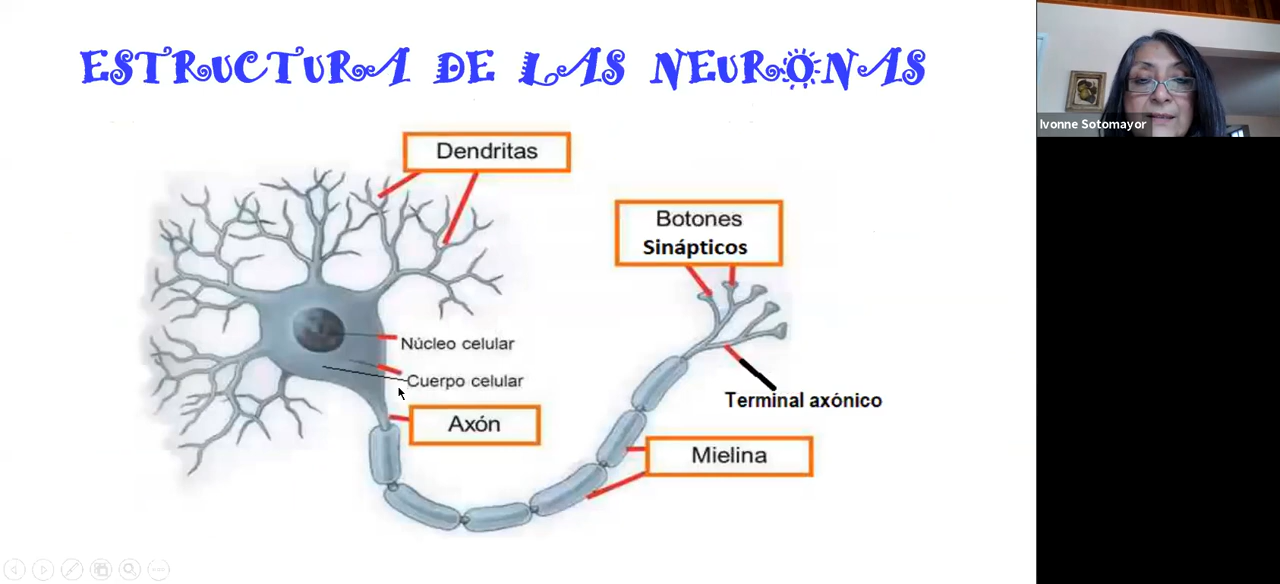 ESTRUCTURA DE LAS NEURONAS
Ivonne Sotomayor
Dendritas
Botones
Sinápticos
Núcleo celular
Cuerpo celular
Terminal axónico
Axón
Mielina